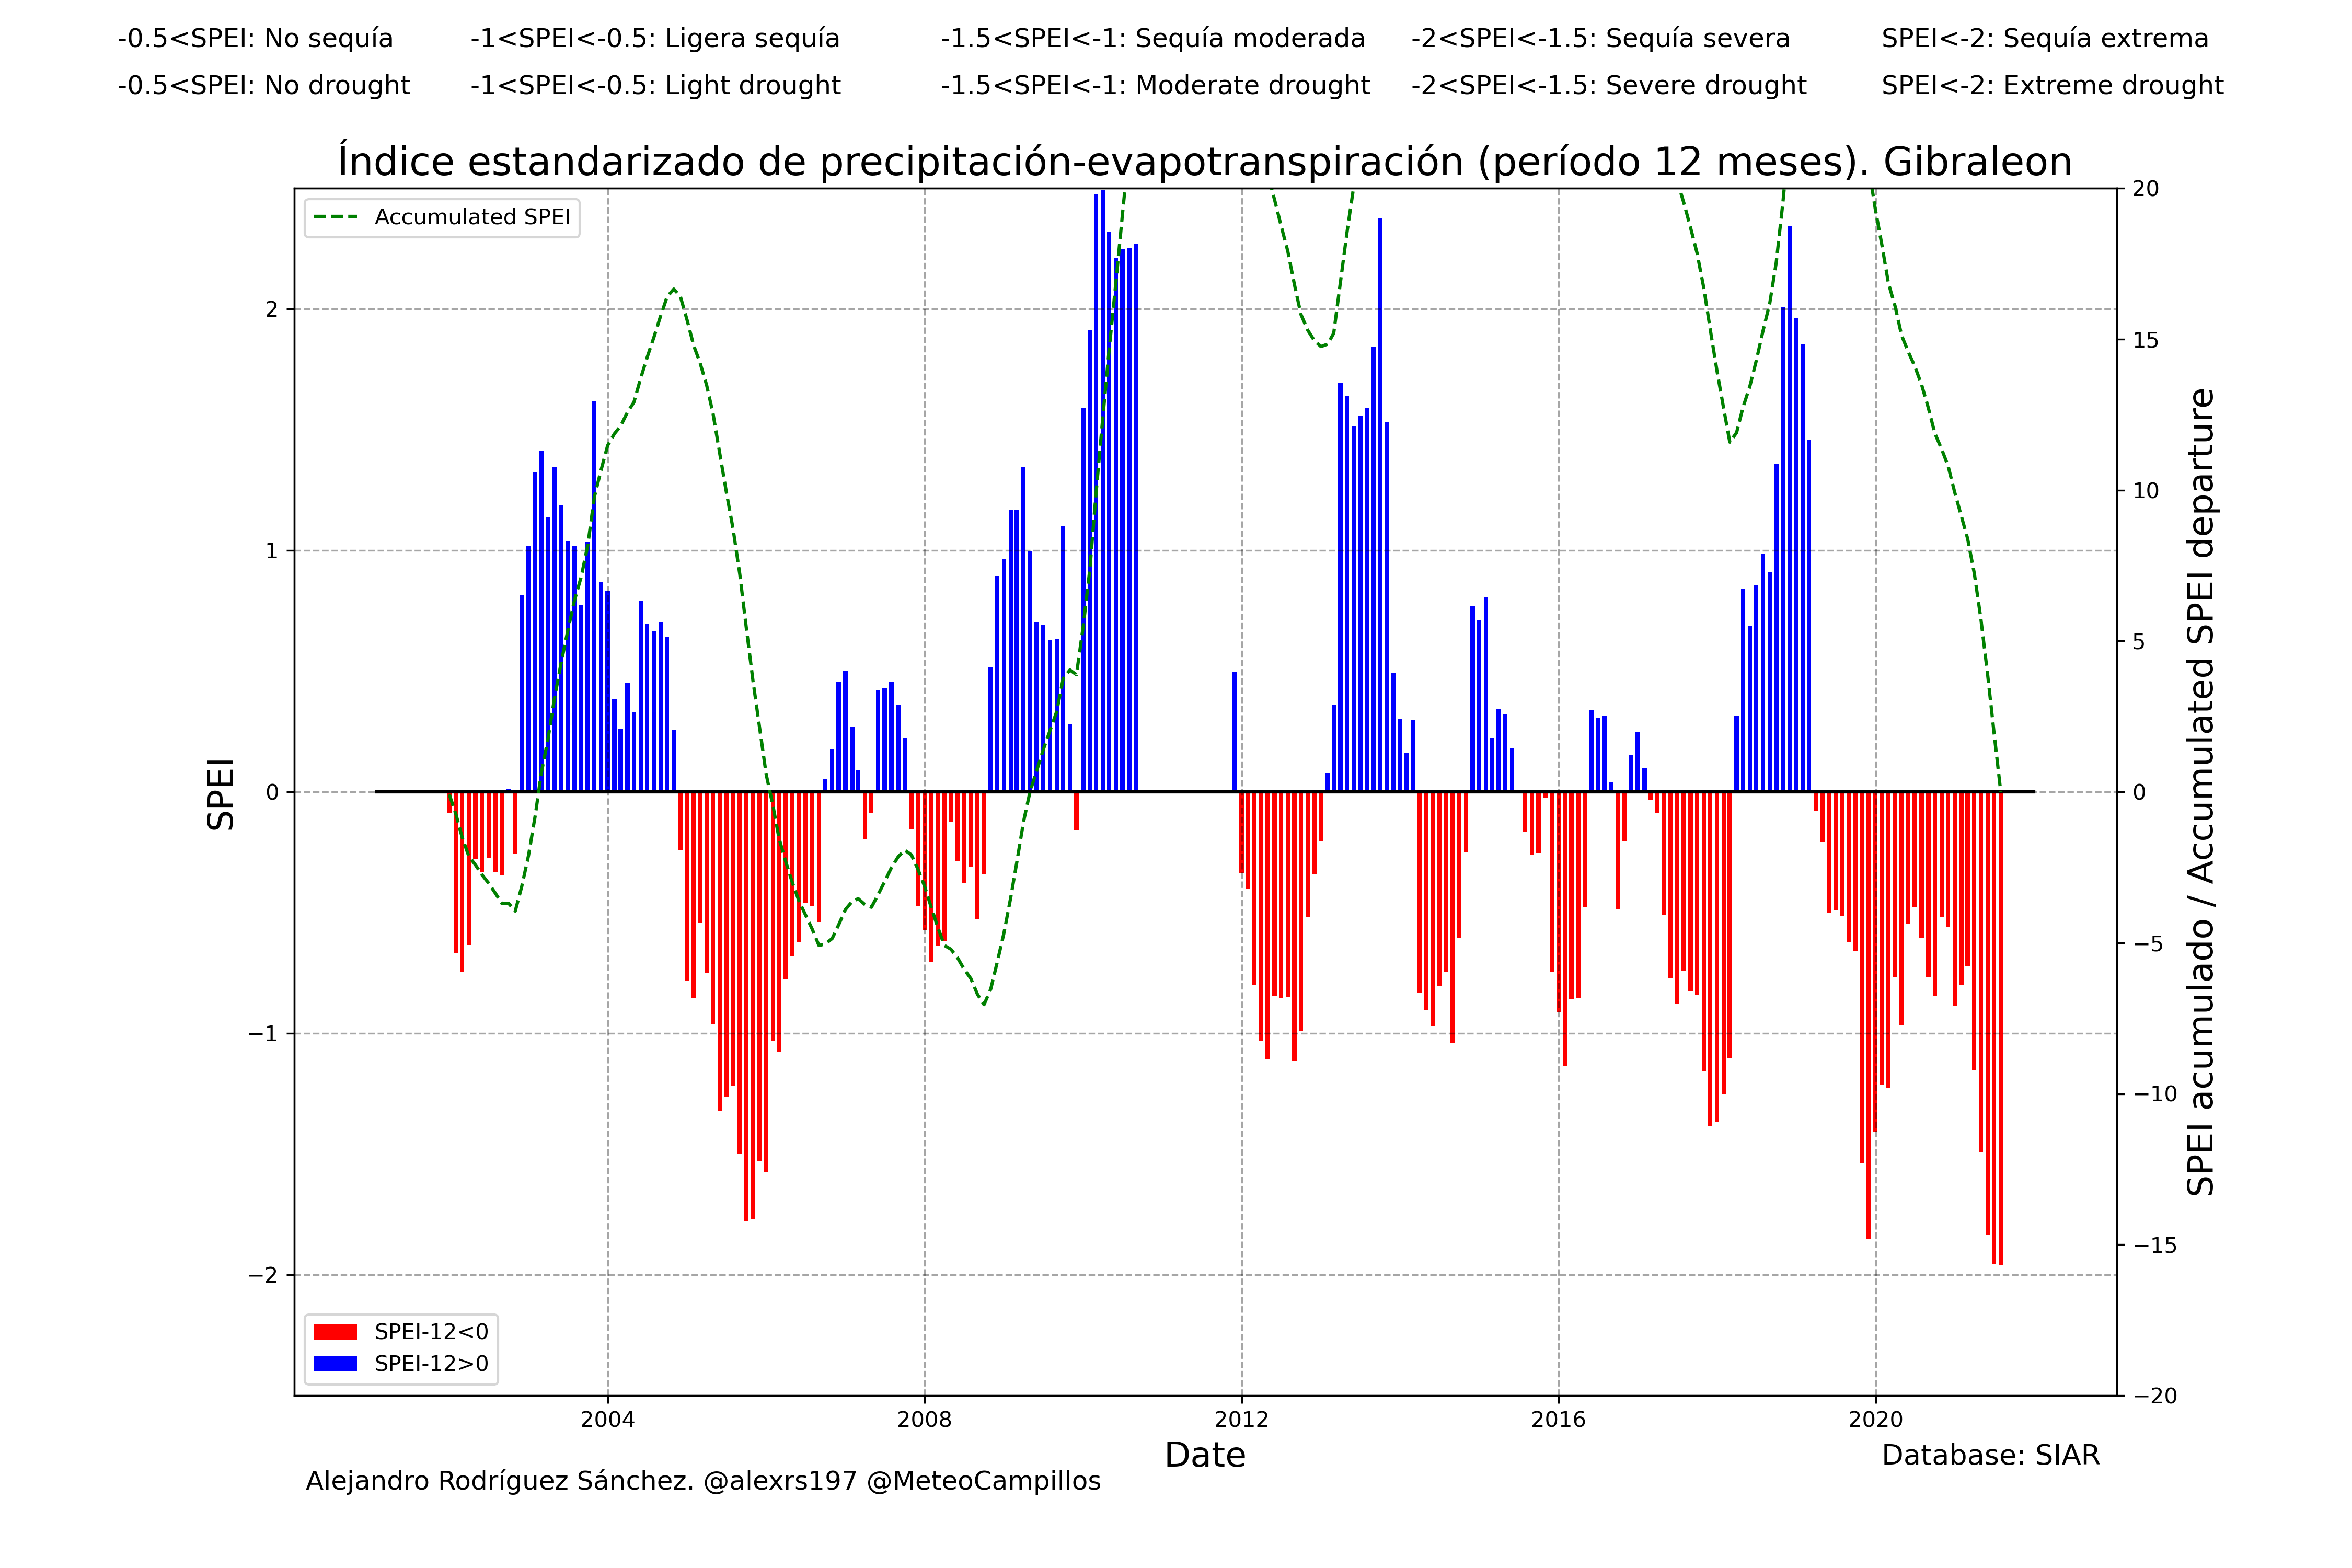 -0.5<SPEI: No sequía -1<SPEI<-0.5: Ligera sequía -1.5<SPEI<-1: Sequía moderada -2<SPEI<-1.5: Sequía severa SPEI<-2: Sequía extrema
-0.5<SPEI: No drought -1<SPEI<-0.5: Light drought -1.5<SPEI<-1: Moderate drought -2<SPEI<-1.5: Severe drought SPEI<-2: Extreme drought
Índice estandarizado de precipitación-evapotranspiración (período 12 meses). Gibraleon
Accumulated SPEI
SPEI
2
1
0
−1
−2
20
15
10
5
0
−5
−10
−15
−20
SPEI acumulado / Accumulated SPEI departure
SPEI-12<0
SPEI-12>0
2004 2008 2012 2016 2020
Date
Database: SIAR
Alejandro Rodríguez Sánchez. @alexrs197 @MeteoCampillos